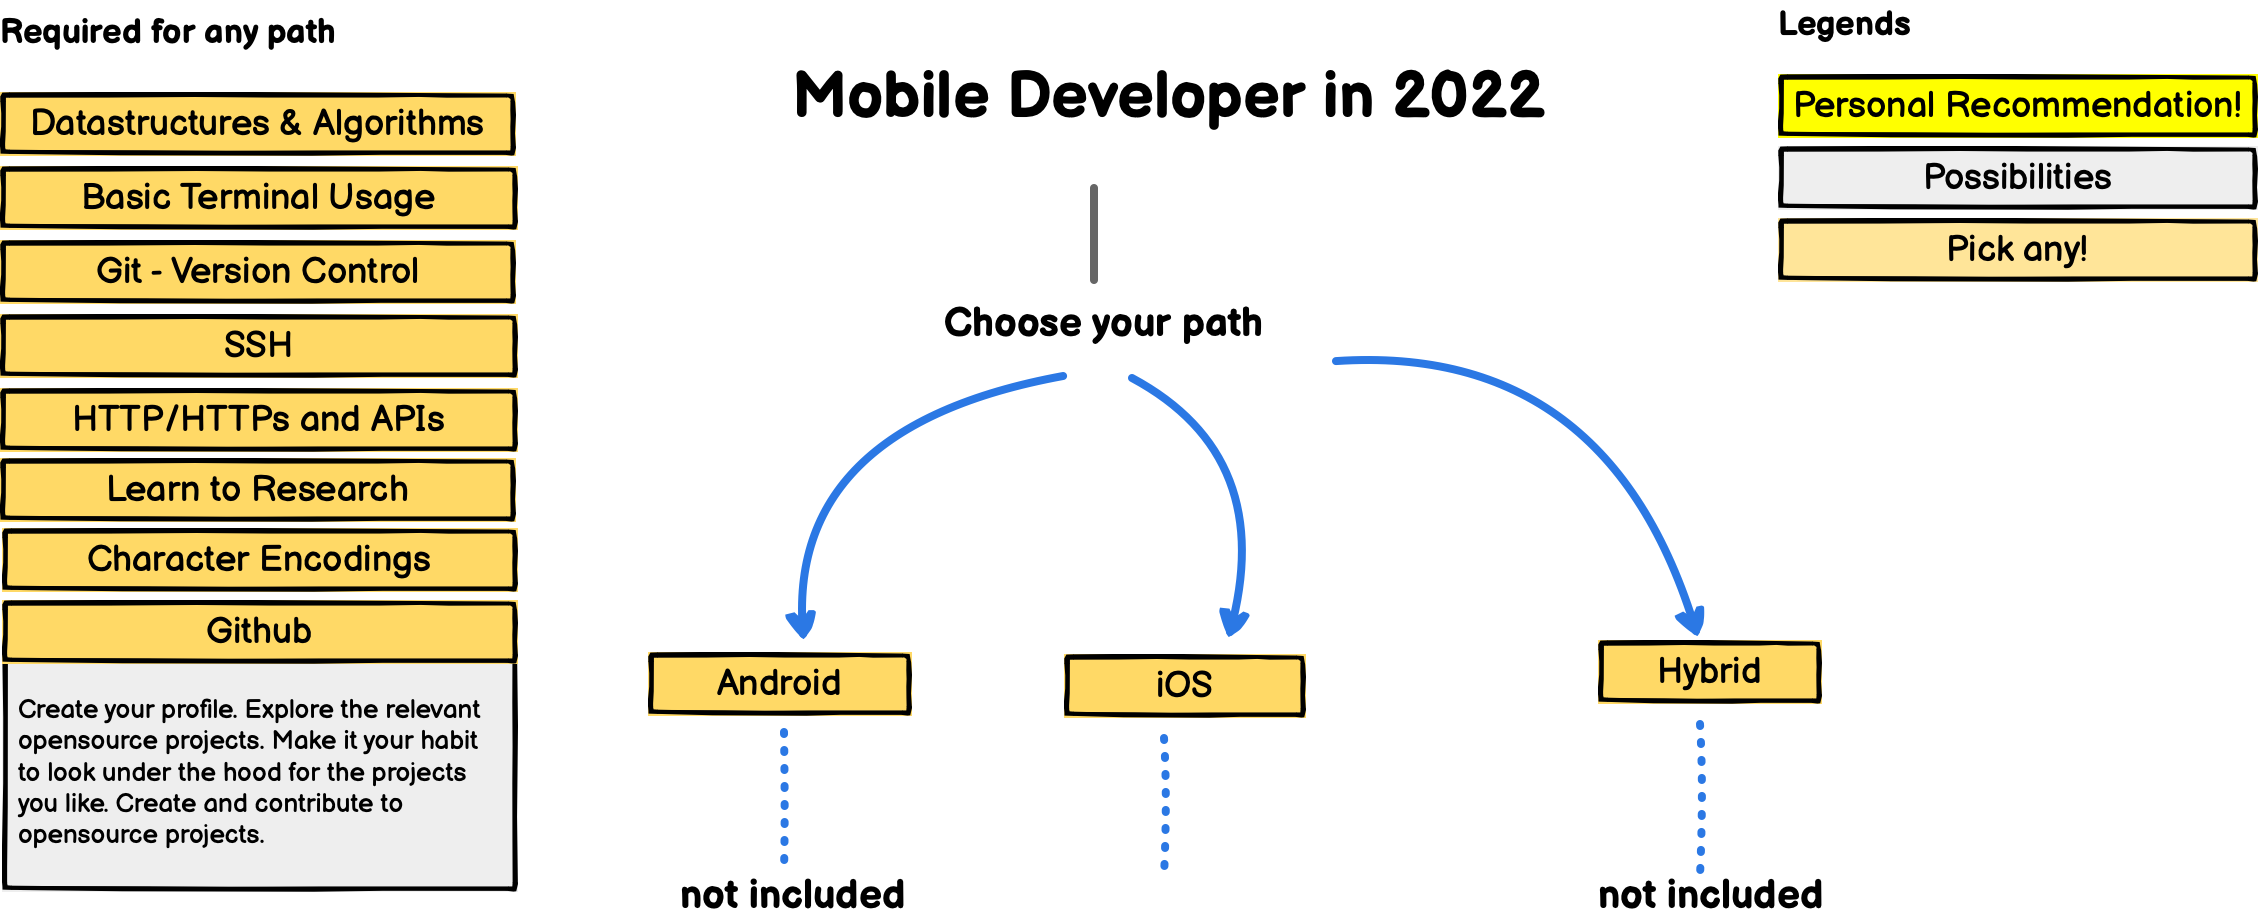 Required for any path
Datastructures & Algorithms
Basic Terminal Usage
Git - Version Control
SSH
HTTP/HTTPs and APIs
Learn to Research
Character Encodings
Github
Create your profile. Explore the relevant
opensource projects. Make it your habit
to look under the hood for the projects
you like. Create and contribute to
opensource projects.
Mobile Developer in 2022
Choose your path
Android
iOS
Hybrid
not included
not included
Legends
Personal Recommendation!
Possibilities
Pick any!